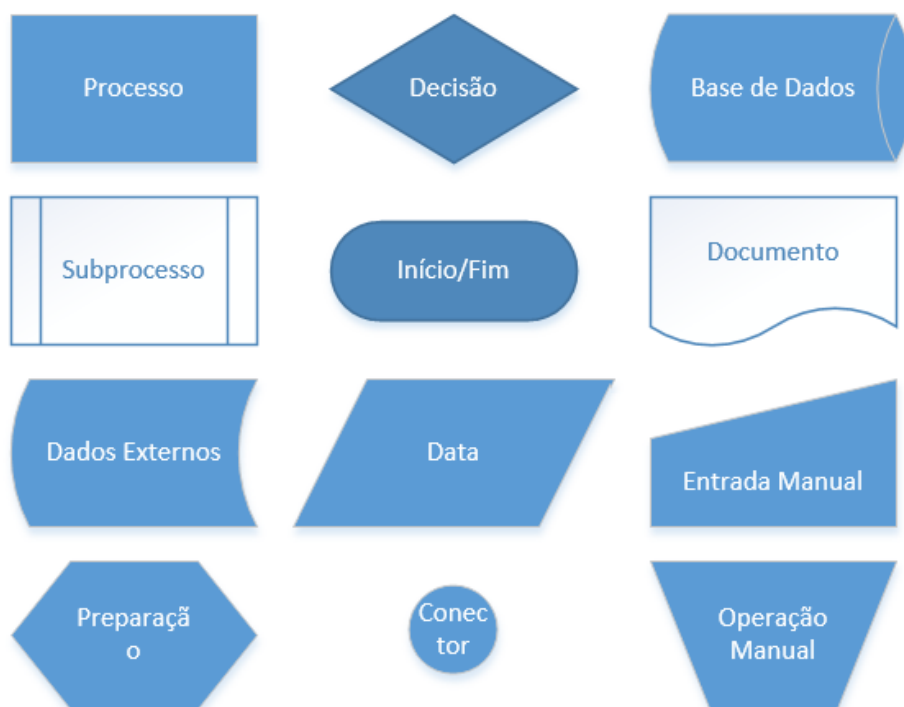 Processo
Decisão
Base de Dados
Subprocesso
Início/Fim
Documento
Dados Externos
Data
Entrada Manual
Preparaçã
o
Conec
tor
Operação
Manual